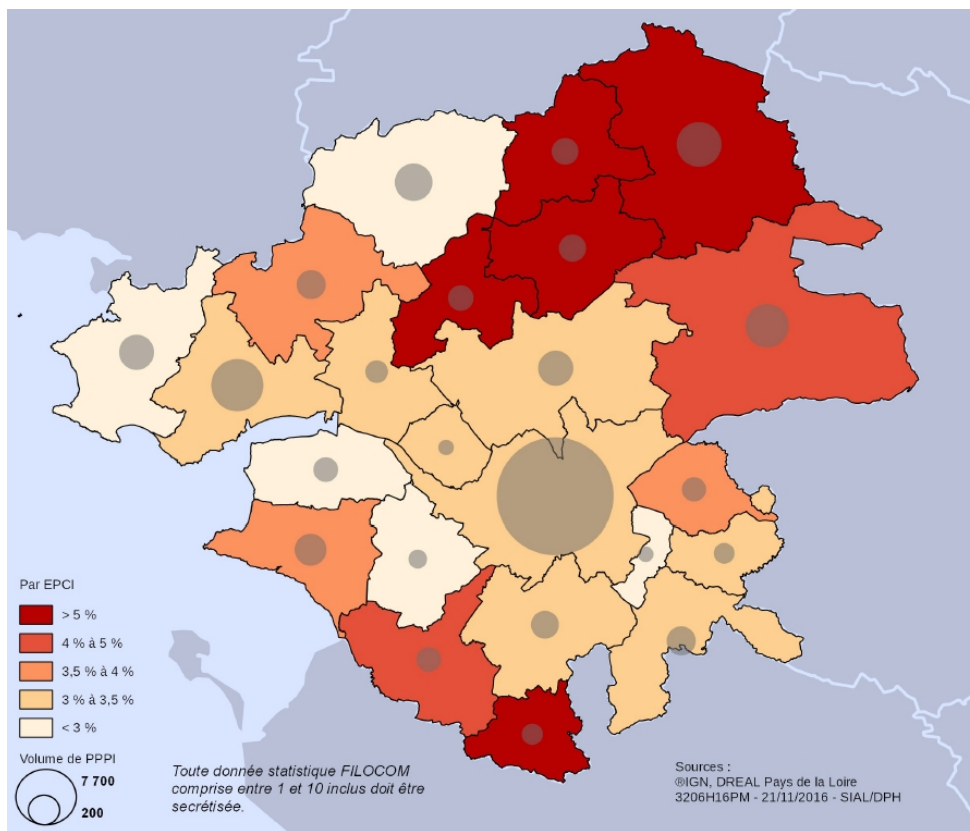 Par EPCI
> 5 %
4 % à 5 %
3,5 % à 4 %
3 % à 3,5 %
< 3 %
Volume de PPPI
7 700
200
Toute donnée statistique FILOCOM
comprise entre 1 et 10 inclus doit être
secrétisée.
Sources :
®IGN, DREAL Pays de la Loire
3206H16PM - 21/11/2016 - SIAL/DPH